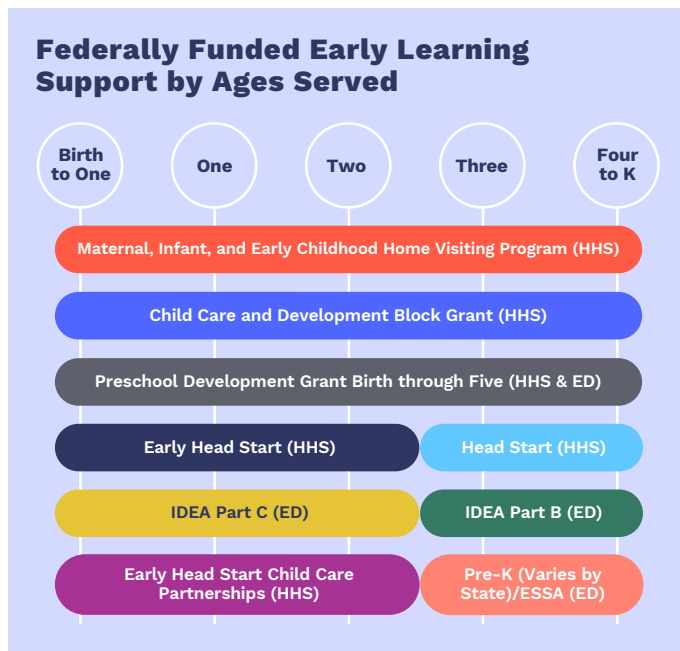 Federally Funded Early Learning
Support by Ages Served
Birth
to One
One
Two
Three
Four
to K
Maternal, Infant, and Early Childhood Home Visiting Program (HHS)
Child Care and Development Block Grant (HHS)
Preschool Development Grant Birth through Five (HHS & ED)
Early Head Start (HHS)
Head Start (HHS)
IDEA Part C (ED)
IDEA Part B (ED)
Early Head Start Child Care
Partnerships (HHS)
Pre-K (Varies by
State)/ESSA (ED)